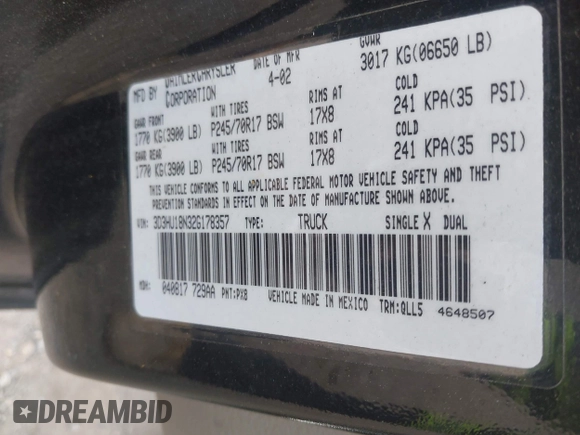 MFD BY DAIMLERCHRYSLER CORPORATION
DATE OF MFR 4-02
GVWR 3017 KG(06650 LB)
GAWR FRONT WITH TIRES RIMS AT COLD
1770 KG(3900 LB) P245/70R17 BSW 17X8 241 KPA(35 PSI)
GAWR REAR WITH TIRES RIMS AT COLD
1770 KG(3900 LB) P245/70R17 BSW 17X8 241 KPA(35 PSI)
THIS VEHICLE CONFORMS TO ALL APPLICABLE FEDERAL MOTOR VEHICLE SAFETY AND THEFT
PREVENTION STANDARDS IN EFFECT ON THE DATE OF MANUFACTURE SHOWN ABOVE.
VIN: 3D3HU18N32G178357 TYPE: TRUCK SINGLE X DUAL
MDH: 040817 729AA PNT:PX8 VEHICLE MADE IN MEXICO TRM:QLL5 4648507
DREAMBID